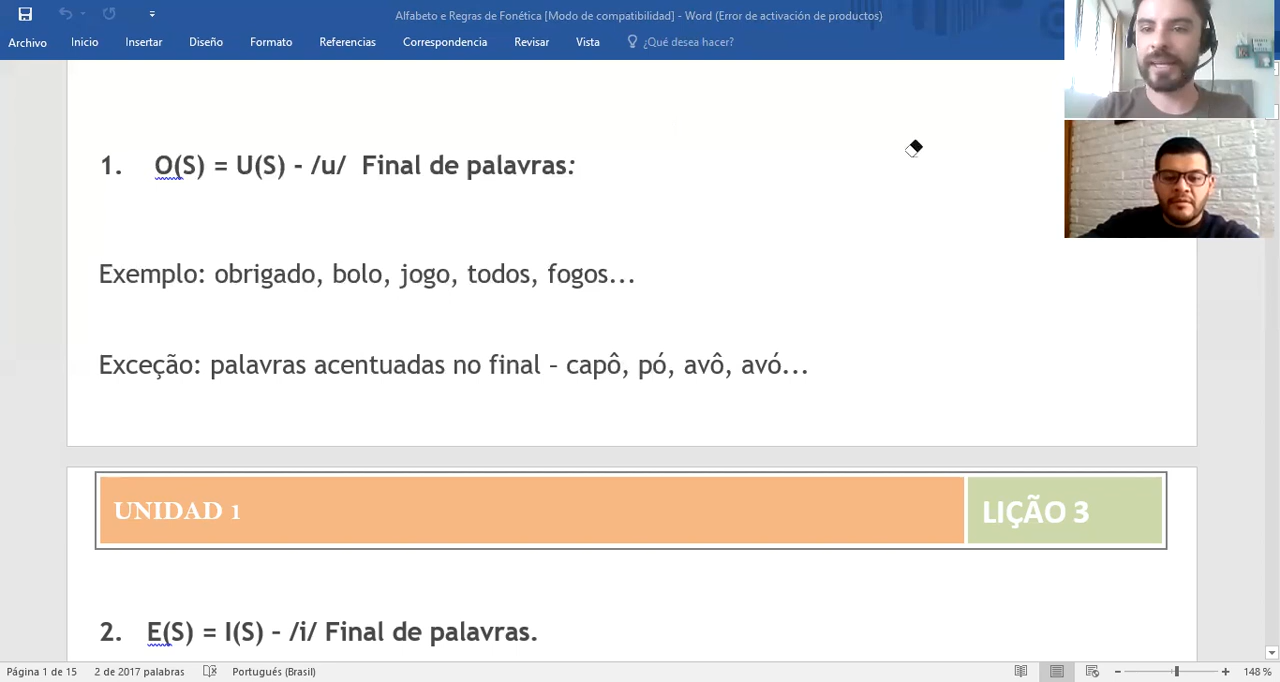 Alfabeto e Regras de Fonética [Modo de compatibilidad] - Word (Error de activación de productos)
Archivo Inicio Insertar Diseño Formato Referencias Correspondencia Revisar Vista ¿Qué desea hacer?
1. O(S) = U(S) - /u/ Final de palavras:
Exemplo: obrigado, bolo, jogo, todos, fogos...
Exceção: palavras acentuadas no final – capô, pó, avô, avó...
UNIDAD 1 LIÇÃO 3
2. E(S) = I(S) – /i/ Final de palavras.
Página 1 de 15 2 de 2017 palabras Português (Brasil) 148 %